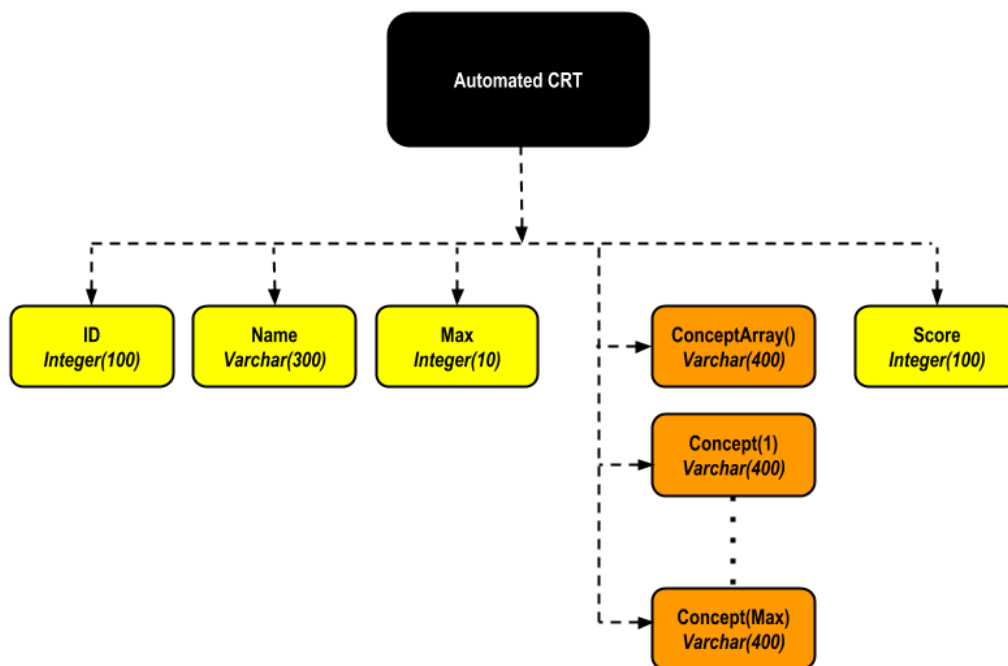 Automated CRT
ID
Integer(100)
Name
Varchar(300)
Max
Integer(10)
ConceptArray()
Varchar(400)
Score
Integer(100)
Concept(1)
Varchar(400)
Concept(Max)
Varchar(400)